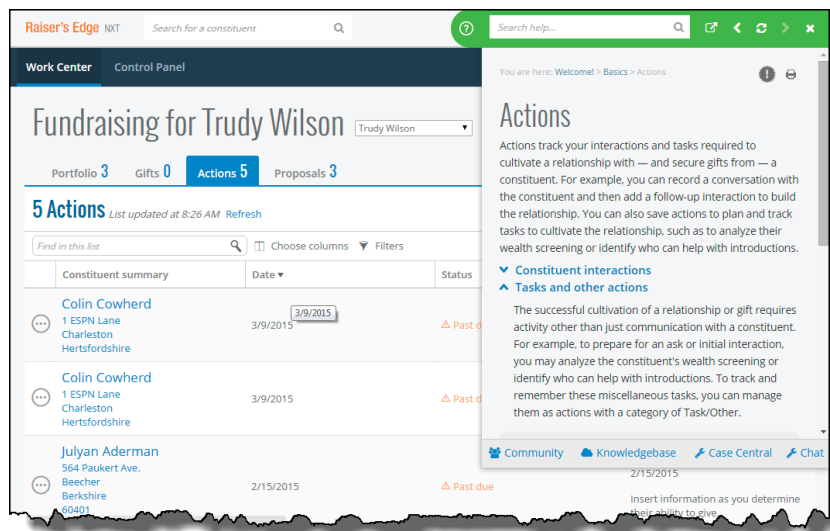 Raiser's Edge NXT
Search for a constituent
Search help...
Work Center
Control Panel
Fundraising for Trudy Wilson
Trudy Wilson
Portfolio 3
Gifts 0
Actions 5
Proposals 3
5 Actions List updated at 8:26 AM Refresh
Find in this list
Choose columns
Filters
Constituent summary
Date
Status
Colin Cowherd
1 ESPN Lane
Charleston
Hertsfordshire
3/9/2015
3/9/2015
Past d
Colin Cowherd
1 ESPN Lane
Charleston
Hertsfordshire
3/9/2015
Past d
Julyan Aderman
564 Paukert Ave.
Beecher
Berkshire
60401
2/15/2015
Past due
2/15/2015
Insert information as you determine
their ability to give
You are here: Welcome! > Basics > Actions
Actions
Actions track your interactions and tasks required to
cultivate a relationship with — and secure gifts from — a
constituent. For example, you can record a conversation with
the constituent and then add a follow-up interaction to build
the relationship. You can also save actions to plan and track
tasks to cultivate the relationship, such as to analyze their
wealth screening or identify who can help with introductions.
Constituent interactions
Tasks and other actions
The successful cultivation of a relationship or gift requires
activity other than just communication with a constituent.
For example, to prepare for an ask or initial interaction,
you may analyze the constituent's wealth screening or
identify who can help with introductions. To track and
remember these miscellaneous tasks, you can manage
them as actions with a category of Task/Other.
Community
Knowledgebase
Case Central
Chat